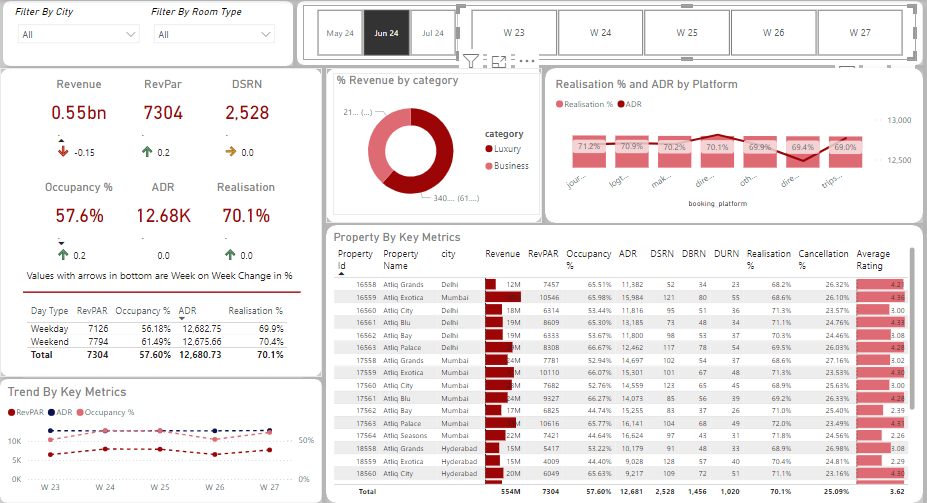 Filter By City
Filter By Room Type
All
All
May 24
Jun 24
Jul 24
W 23
W 24
W 25
W 26
W 27
Revenue
RevPar
DSRN
0.55bn
7304
2,528
-0.15
0.2
0.0
Occupancy %
ADR
Realisation
57.6%
12.68K
70.1%
0.2
0.0
0.0
Values with arrows in bottom are Week on Week Change in %
Day Type RevPAR Occupancy % ADR Realisation %
Weekday 7126 56.18% 12,682.75 69.9%
Weekend 7794 61.49% 12,675.66 70.4%
Total 7304 57.60% 12,680.73 70.1%
Trend By Key Metrics
RevPAR ADR Occupancy %
10K
5K
0K
50%
0%
W 23
W 24
W 25
W 26
W 27
% Revenue by category
21... (...)
340.... (61....)
category
Luxury
Business
Realisation % and ADR by Platform
Realisation % ADR
13,000
12,500
71.2%
70.9%
70.2%
70.1%
69.9%
69.4%
69.0%
jour...
logt...
mak...
dire...
oth...
dire...
trips...
booking_platform
Property By Key Metrics
Property Id Property Name city Revenue RevPAR Occupancy % ADR DSRN DBRN DURN Realisation % Cancellation % Average Rating
16558 Atliq Grands Delhi 12M 7457 65.51% 11,382 52 34 23 68.2% 26.32% 4.27
16559 Atliq Exotica Mumbai 10546 65.98% 15,984 121 80 55 68.6% 26.10% 4.36
16560 Atliq City Delhi 18M 6314 53.44% 11,816 95 51 36 71.3% 23.57% 3.00
16561 Atliq Blu Delhi 19M 8609 65.30% 13,185 73 48 34 71.1% 24.76% 4.33
16562 Atliq Bay Delhi 19M 6333 53.67% 11,800 98 53 37 70.3% 24.46% 3.08
16563 Atliq Palace Delhi 8308 66.67% 12,462 117 78 54 69.5% 26.03% 4.28
17558 Atliq Grands Mumbai 24M 7781 52.94% 14,697 102 54 37 68.6% 27.16% 3.02
17559 Atliq Exotica Mumbai 10110 66.07% 15,301 101 67 48 71.3% 23.53% 4.30
17560 Atliq City Mumbai 7682 52.76% 14,559 123 65 45 68.9% 25.63% 3.00
17561 Atliq Blu Mumbai 24M 9327 66.27% 14,073 85 56 39 69.2% 26.33% 4.28
17562 Atliq Bay Mumbai 17M 6825 44.74% 15,255 83 37 26 71.0% 25.40% 2.39
17563 Atliq Palace Mumbai 10616 65.77% 16,141 104 68 49 72.0% 23.49% 4.31
17564 Atliq Seasons Mumbai 22M 7421 44.64% 16,624 97 43 31 71.8% 24.56% 2.26
18558 Atliq Grands Hyderabad 15M 5417 53.22% 10,179 91 48 33 68.9% 26.98% 3.08
18559 Atliq Exotica Hyderabad 15M 4009 44.40% 9,028 128 57 40 70.4% 24.81% 2.29
18560 Atliq City Hyderabad 20M 6049 65.63% 9,217 109 72 51 71.1% 23.16% 4.30
Total 554M 7304 57.60% 12,681 2,528 1,456 1,020 70.1% 25.09% 3.62